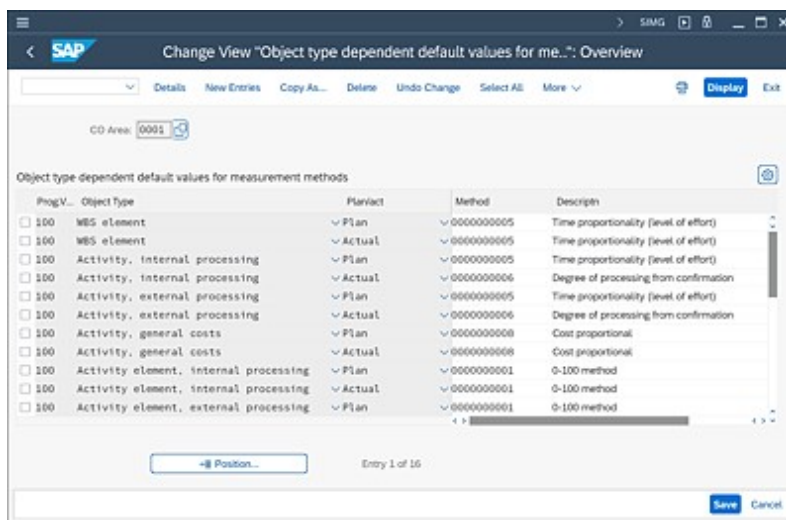 SIMG
SAP Change View "Object type dependent default values for me..": Overview
Details New Entries Copy As... Delete Undo Change Select All More Display Exit
CO Area: 0001
Object type dependent default values for measurement methods
Prog.V... Object Type Plan/act Method Descriptn
100 WBS element Plan 0000000005 Time proportionality (level of effort)
100 WBS element Actual 0000000005 Time proportionality (level of effort)
100 Activity, internal processing Plan 0000000005 Time proportionality (level of effort)
100 Activity, internal processing Actual 0000000006 Degree of processing from confirmation
100 Activity, external processing Plan 0000000005 Time proportionality (level of effort)
100 Activity, external processing Actual 0000000006 Degree of processing from confirmation
100 Activity, general costs Plan 0000000008 Cost proportional
100 Activity, general costs Actual 0000000008 Cost proportional
100 Activity element, internal processing Plan 0000000001 0-100 method
100 Activity element, internal processing Actual 0000000001 0-100 method
100 Activity element, external processing Plan 0000000001 0-100 method
Position... Entry 1 of 16
Save Cancel